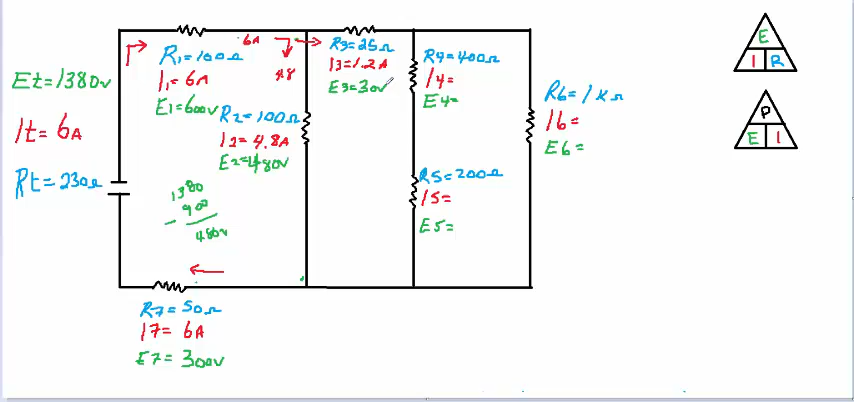 Et=1380v
It= 6A
Rt=230Ω
R1=100Ω
I1= 6A
E1=600v
6A
4.8
R2=100Ω
I2= 4.8A
E2=480v
1380
- 900
480v
R3=25Ω
I3=1.2A
E3=30v
R4=400Ω
I4=
E4=
R5=200Ω
I5=
E5=
R6=1KΩ
I6=
E6=
R7=50Ω
I7= 6A
E7= 300v
E
I R
P
E I